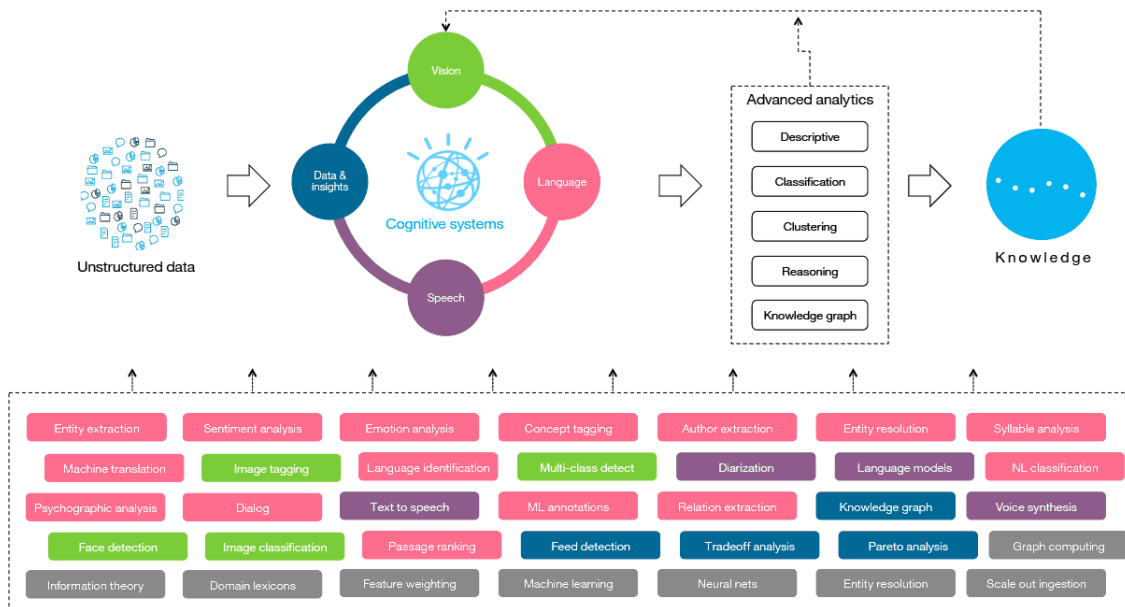 Vision
Advanced analytics
Descriptive
Data &
insights
Language
Classification
Cognitive systems
Clustering
Unstructured data
Knowledge
Reasoning
Speech
Knowledge graph
Entity extraction
Sentiment analysis
Emotion analysis
Concept tagging
Author extraction
Entity resolution
Syllable analysis
Machine translation
Image tagging
Language identification
Multi-class detect
Diarization
Language models
NL classification
Psychographic analysis
Dialog
Text to speech
ML annotations
Relation extraction
Knowledge graph
Voice synthesis
Face detection
Image classification
Passage ranking
Feed detection
Tradeoff analysis
Pareto analysis
Graph computing
Information theory
Domain lexicons
Feature weighting
Machine learning
Neural nets
Entity resolution
Scale out ingestion